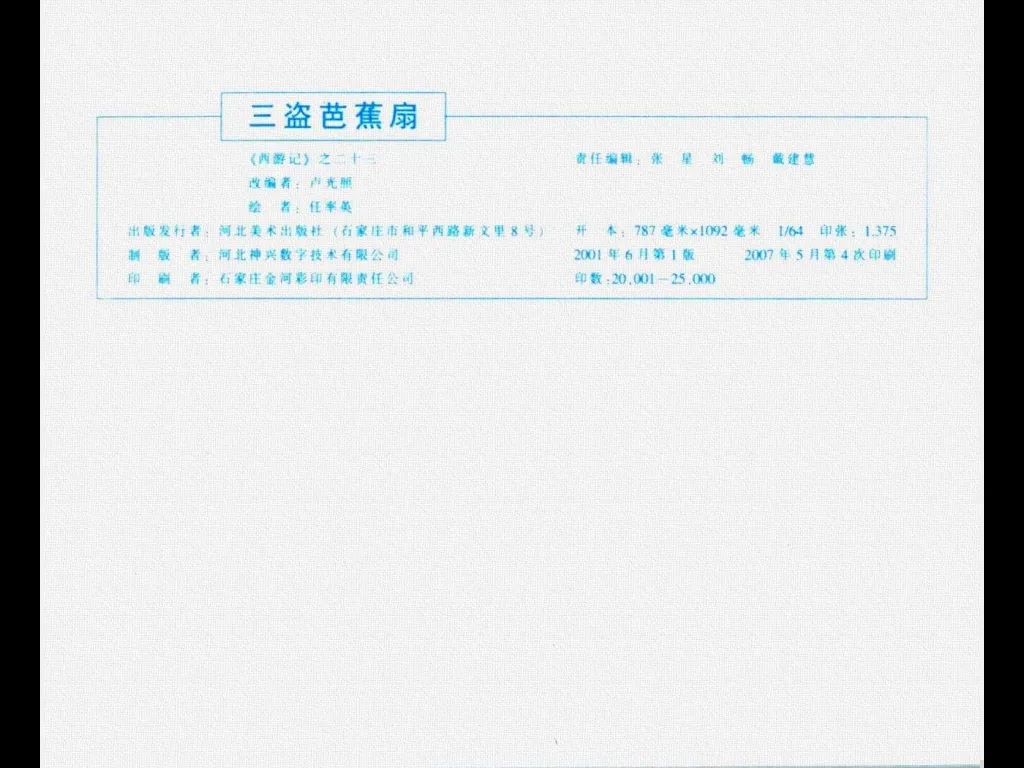 三盗芭蕉扇
《西游记》之二十三
改编者：卢光照
绘　者：任率英
出版发行者：河北美术出版社（石家庄市和平西路新文里8号）
制　版　者：河北神兴数字技术有限公司
印　刷　者：石家庄金河彩印有限责任公司
责任编辑：张　星　刘　畅　戴建慧
开　本：787毫米×1092毫米　1/64　印张：1.375
2001年6月第1版　2007年5月第4次印刷
印数:20,001－25,000